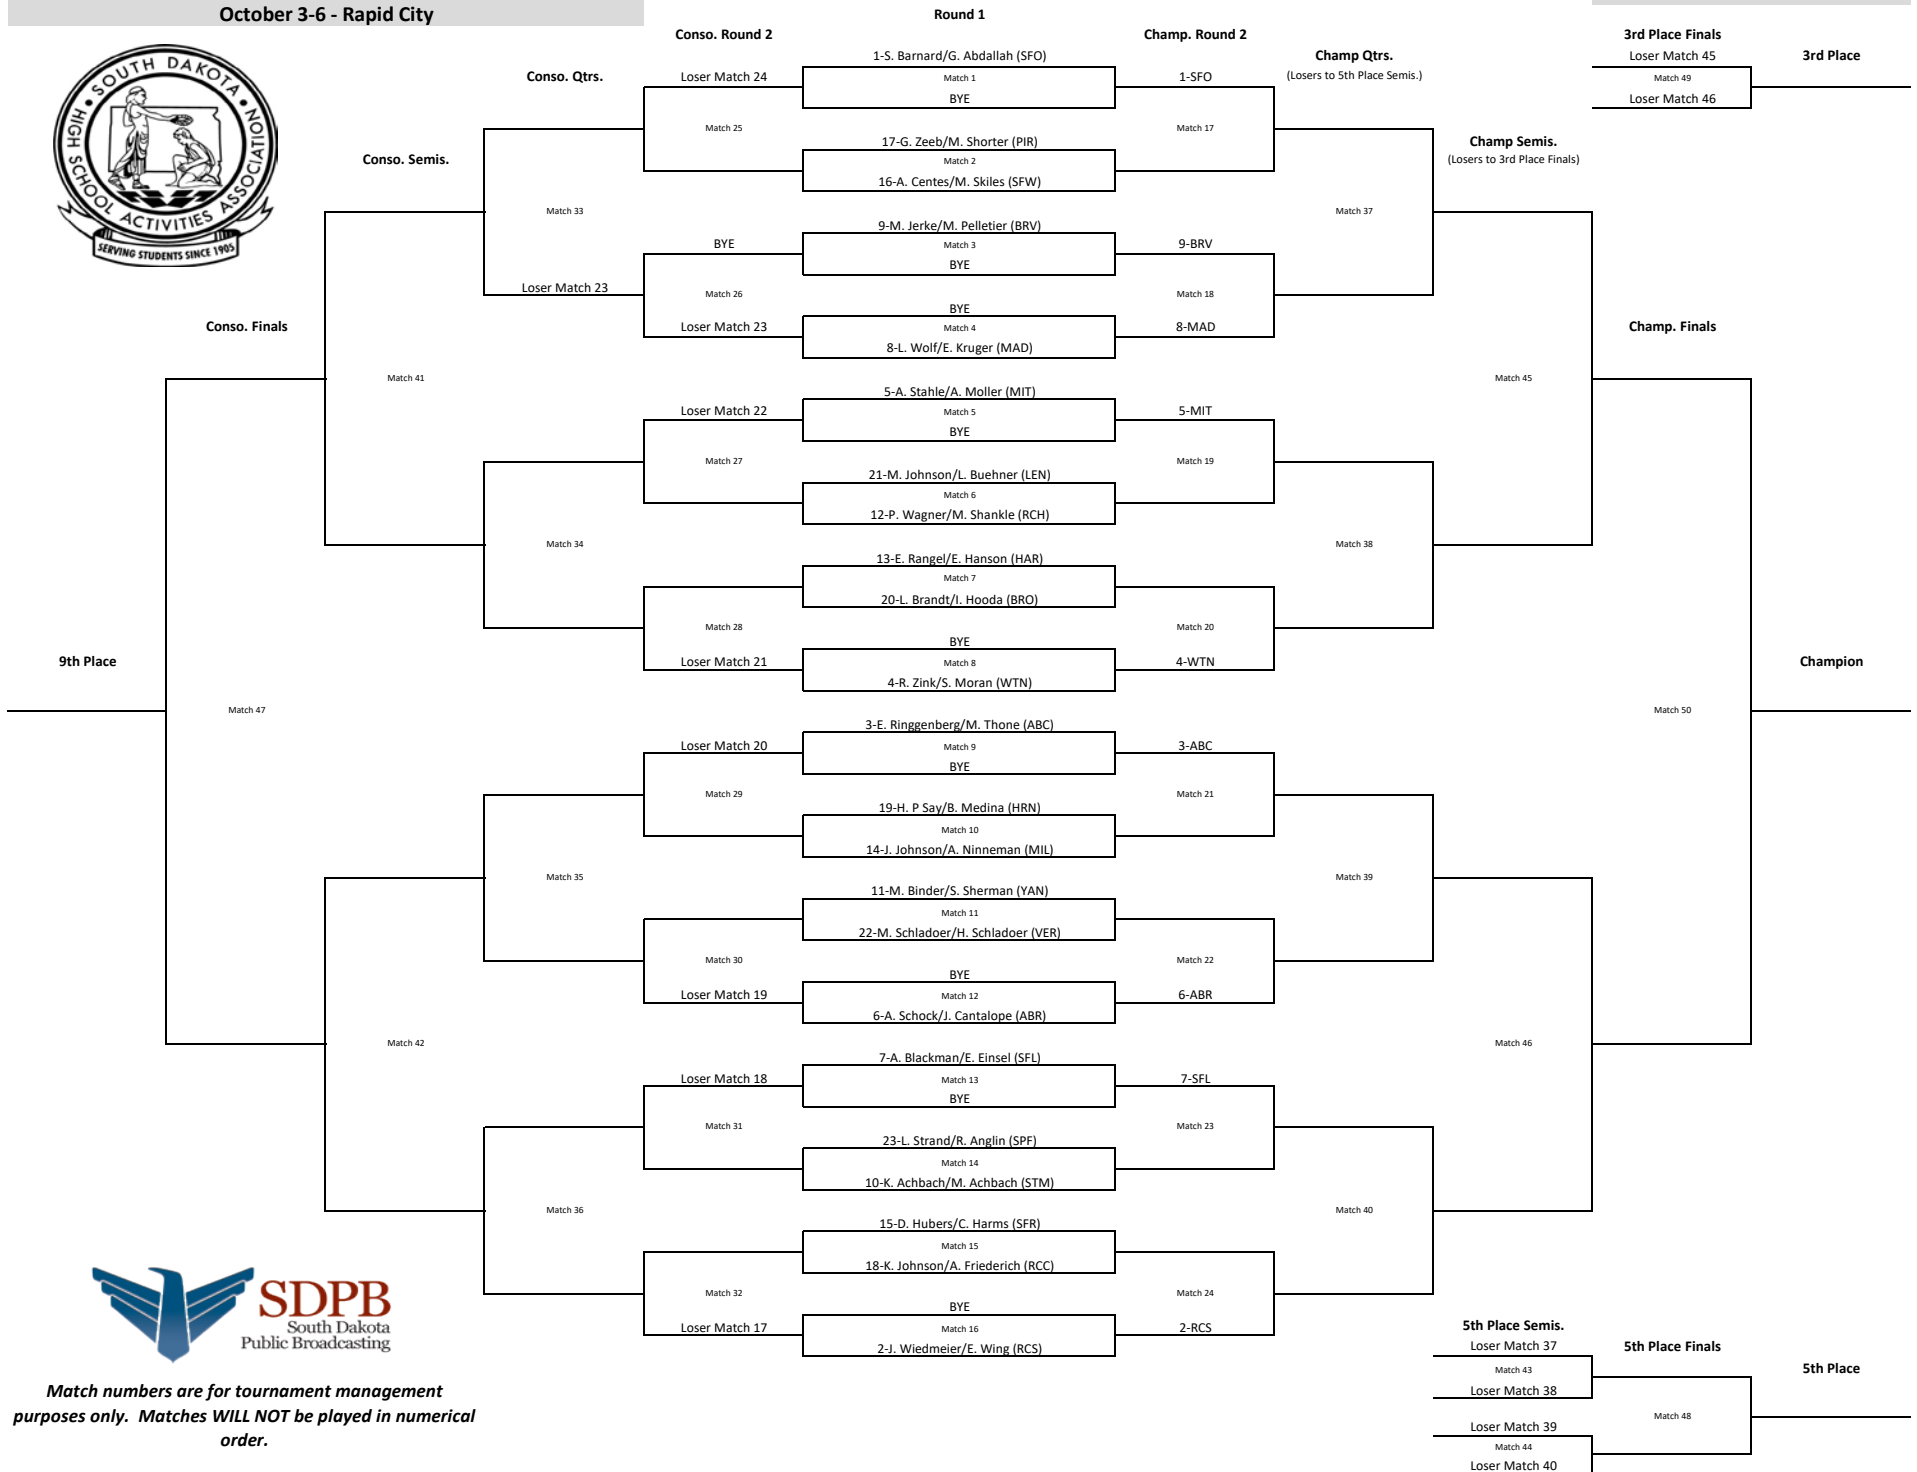 October 3-6 - Rapid City
SOUTH DAKOTA
HIGH SCHOOL ACTIVITIES ASSOCIATION
SERVING STUDENTS SINCE 1905
Round 1
Conso. Round 2
Champ. Round 2
3rd Place Finals
1-S. Barnard/G. Abdallah (SFO)
Champ Qtrs.
Loser Match 45
3rd Place
Conso. Qtrs.
Loser Match 24
Match 1
1-SFO
(Losers to 5th Place Semis.)
Match 49
BYE
Loser Match 46
Match 25
Match 17
17-G. Zeeb/M. Shorter (PIR)
Champ Semis.
Conso. Semis.
Match 2
(Losers to 3rd Place Finals)
16-A. Centes/M. Skiles (SFW)
Match 33
Match 37
9-M. Jerke/M. Pelletier (BRV)
BYE
Match 3
9-BRV
BYE
Loser Match 23
Match 26
Match 18
BYE
Conso. Finals
Loser Match 23
Match 4
8-MAD
Champ. Finals
8-L. Wolf/E. Kruger (MAD)
Match 41
Match 45
5-A. Stahle/A. Moller (MIT)
Loser Match 22
Match 5
5-MIT
BYE
Match 27
Match 19
21-M. Johnson/L. Buehner (LEN)
Match 6
12-P. Wagner/M. Shankle (RCH)
Match 34
Match 38
13-E. Rangel/E. Hanson (HAR)
Match 7
20-L. Brandt/I. Hooda (BRO)
Match 28
Match 20
BYE
9th Place
Loser Match 21
Match 8
4-WTN
Champion
4-R. Zink/S. Moran (WTN)
Match 47
Match 50
3-E. Ringgenberg/M. Thone (ABC)
Loser Match 20
Match 9
3-ABC
BYE
Match 29
Match 21
19-H. P Say/B. Medina (HRN)
Match 10
14-J. Johnson/A. Ninneman (MIL)
Match 35
Match 39
11-M. Binder/S. Sherman (YAN)
Match 11
22-M. Schladoer/H. Schladoer (VER)
Match 30
Match 22
BYE
Loser Match 19
Match 12
6-ABR
6-A. Schock/J. Cantalope (ABR)
Match 42
Match 46
7-A. Blackman/E. Einsel (SFL)
Loser Match 18
Match 13
7-SFL
BYE
Match 31
Match 23
23-L. Strand/R. Anglin (SPF)
Match 14
10-K. Achbach/M. Achbach (STM)
Match 36
Match 40
15-D. Hubers/C. Harms (SFR)
Match 15
18-K. Johnson/A. Friederich (RCC)
Match 32
Match 24
BYE
Loser Match 17
Match 16
2-RCS
2-J. Wiedmeier/E. Wing (RCS)
5th Place Semis.
Loser Match 37
5th Place Finals
Match 43
5th Place
Loser Match 38
Match 48
Loser Match 39
Match 44
Loser Match 40
SDPB
South Dakota
Public Broadcasting
Match numbers are for tournament management
purposes only. Matches WILL NOT be played in numerical
order.